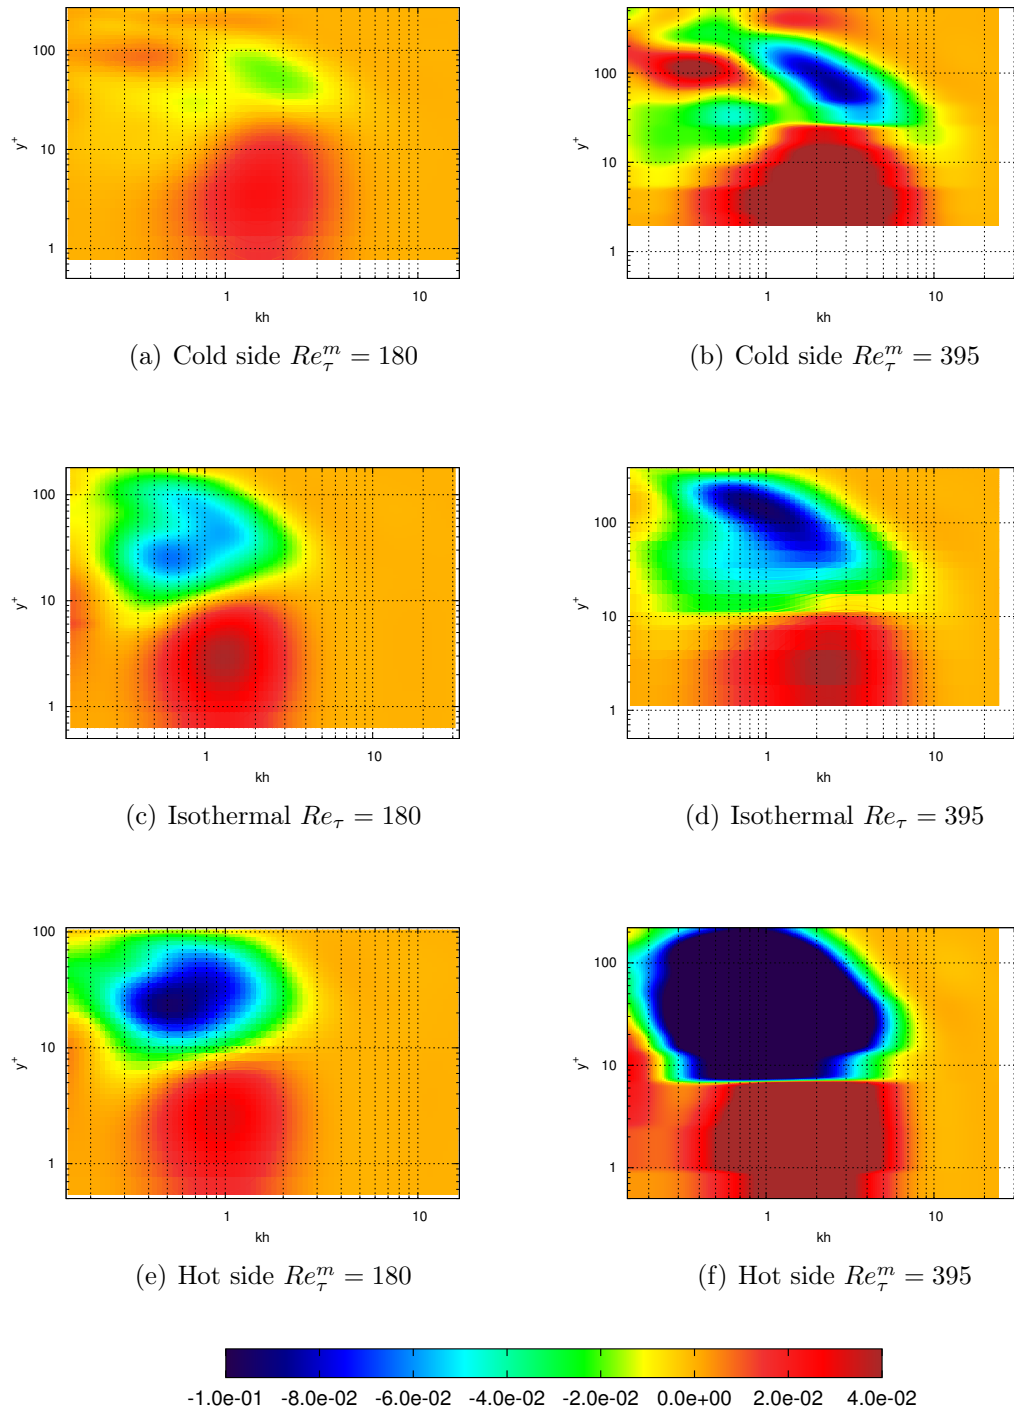 100
10
1
y+
1 10
kh
(a) Cold side Re_τ^m = 180
100
10
1
y+
1 10
kh
(b) Cold side Re_τ^m = 395
100
10
1
y+
1 10
kh
(c) Isothermal Re_τ = 180
100
10
1
y+
1 10
kh
(d) Isothermal Re_τ = 395
100
10
1
y+
1 10
kh
(e) Hot side Re_τ^m = 180
100
10
1
y+
1 10
kh
(f) Hot side Re_τ^m = 395
-1.0e-01 -8.0e-02 -6.0e-02 -4.0e-02 -2.0e-02 0.0e+00 2.0e-02 4.0e-02